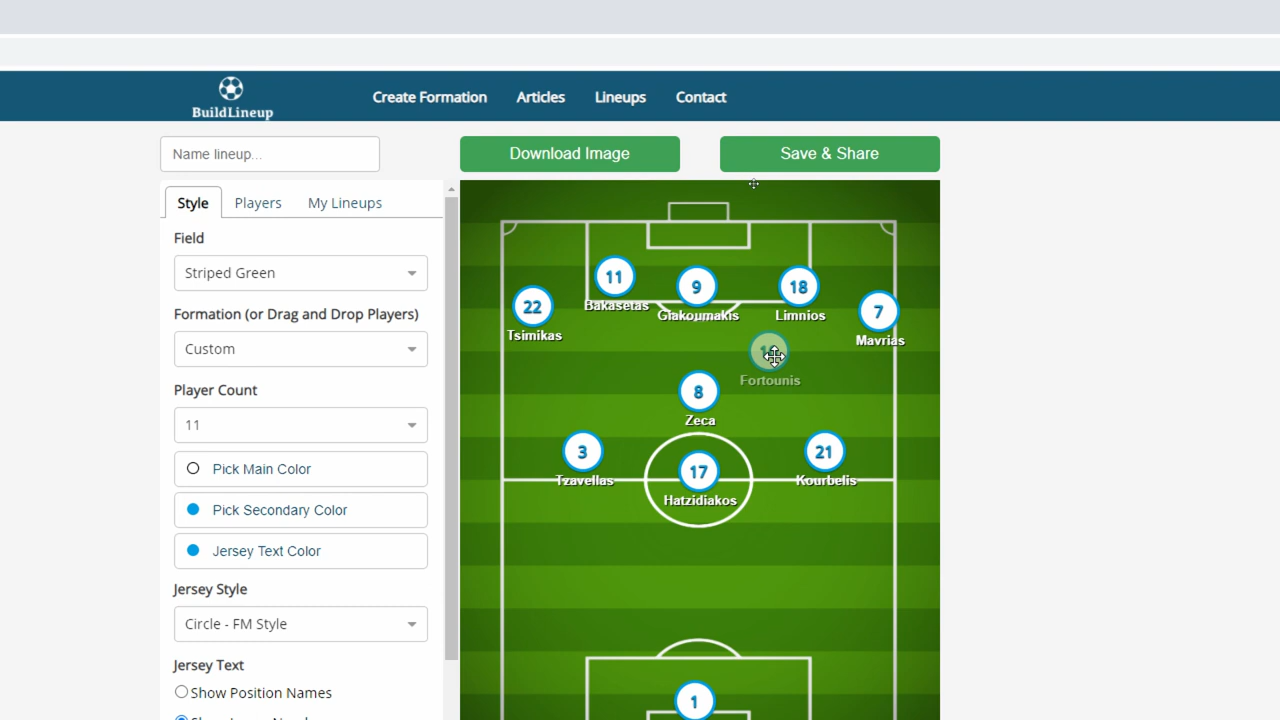 BuildLineup
Create Formation
Articles
Lineups
Contact
Name lineup...
Download Image
Save & Share
Style
Players
My Lineups
Field
Striped Green
Formation (or Drag and Drop Players)
Custom
Player Count
11
Pick Main Color
Pick Secondary Color
Jersey Text Color
Jersey Style
Circle - FM Style
Jersey Text
Show Position Names
11
Bakasetas
9
Giakoumakis
18
Limnios
22
Tsimikas
7
Mavrias
Fortounis
8
Zeca
3
Tzavellas
17
Hatzidiakos
21
Kourbelis
1